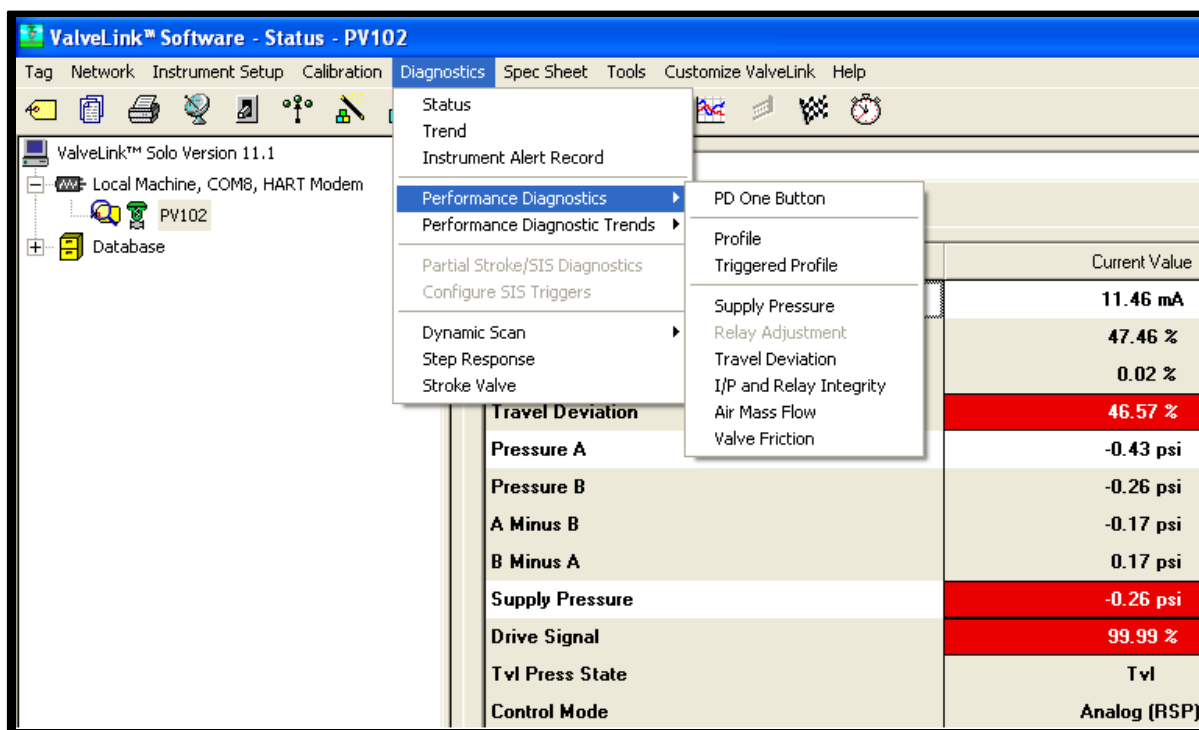 ValveLink™ Software - Status - PV102
Tag Network Instrument Setup Calibration Diagnostics Spec Sheet Tools Customize ValveLink Help
ValveLink™ Solo Version 11.1
Local Machine, COM8, HART Modem
PV102
Database
Status
Trend
Instrument Alert Record
Performance Diagnostics
Performance Diagnostic Trends
Partial Stroke/SIS Diagnostics
Configure SIS Triggers
Dynamic Scan
Step Response
Stroke Valve
PD One Button
Profile
Triggered Profile
Supply Pressure
Relay Adjustment
Travel Deviation
I/P and Relay Integrity
Air Mass Flow
Valve Friction
Current Value
11.46 mA
47.46 %
0.02 %
Travel Deviation 46.57 %
Pressure A -0.43 psi
Pressure B -0.26 psi
A Minus B -0.17 psi
B Minus A 0.17 psi
Supply Pressure -0.26 psi
Drive Signal 99.99 %
Tvl Press State Tvl
Control Mode Analog (RSP)